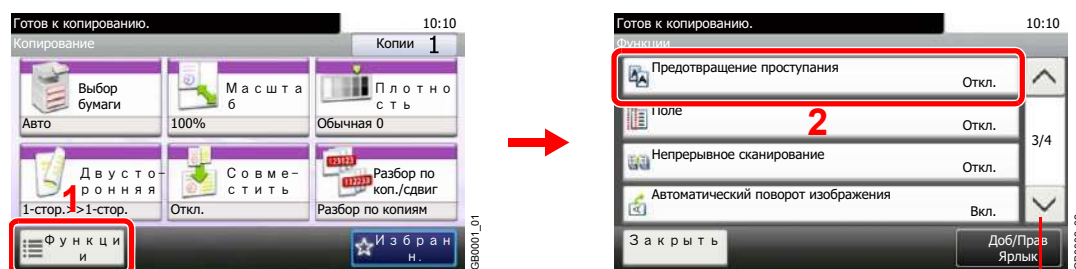 Готов к копированию. 10:10
Копирование
Копии 1
Выбор
бумаги
Авто
Масшта
б
100%
Плотно
сть
Обычная 0
Двусто-
ронняя
1-стор.>>1-стор.
Совме-
стить
Откл.
123123
112233
Разбор по
коп./сдвиг
Разбор по копиям
1
Функци
и
Избран
н.
GB0001_01
Готов к копированию. 10:10
Функции
Предотвращение проступания
Откл.
Поле
Откл.
2
3/4
Непрерывное сканирование
Откл.
Автоматический поворот изображения
Вкл.
Закрыть
Доб/Прав
Ярлык